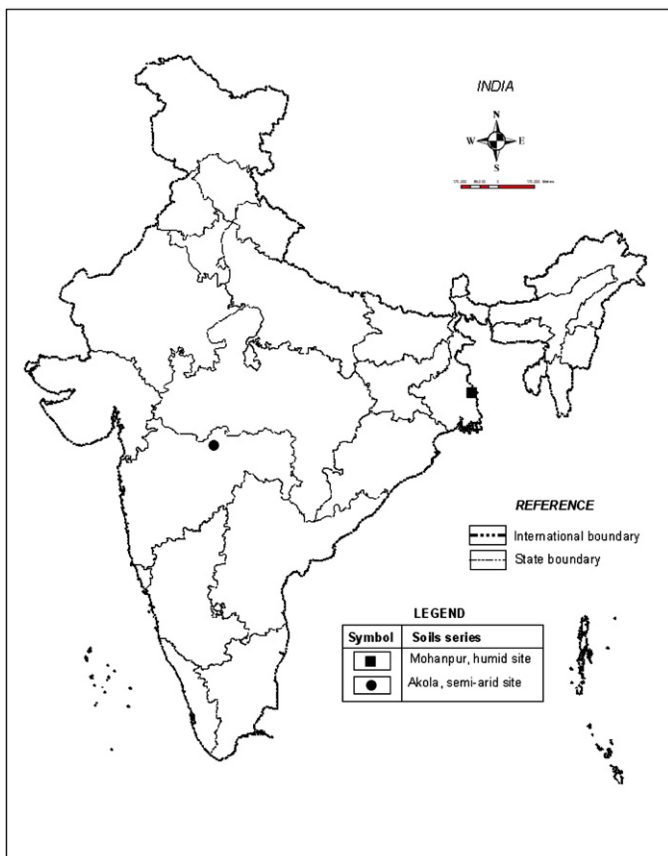 INDIA
N
W E
S
REFERENCE
International boundary
State boundary
LEGEND
Symbol Soils series
Mohanpur, humid site
Akola, semi-arid site